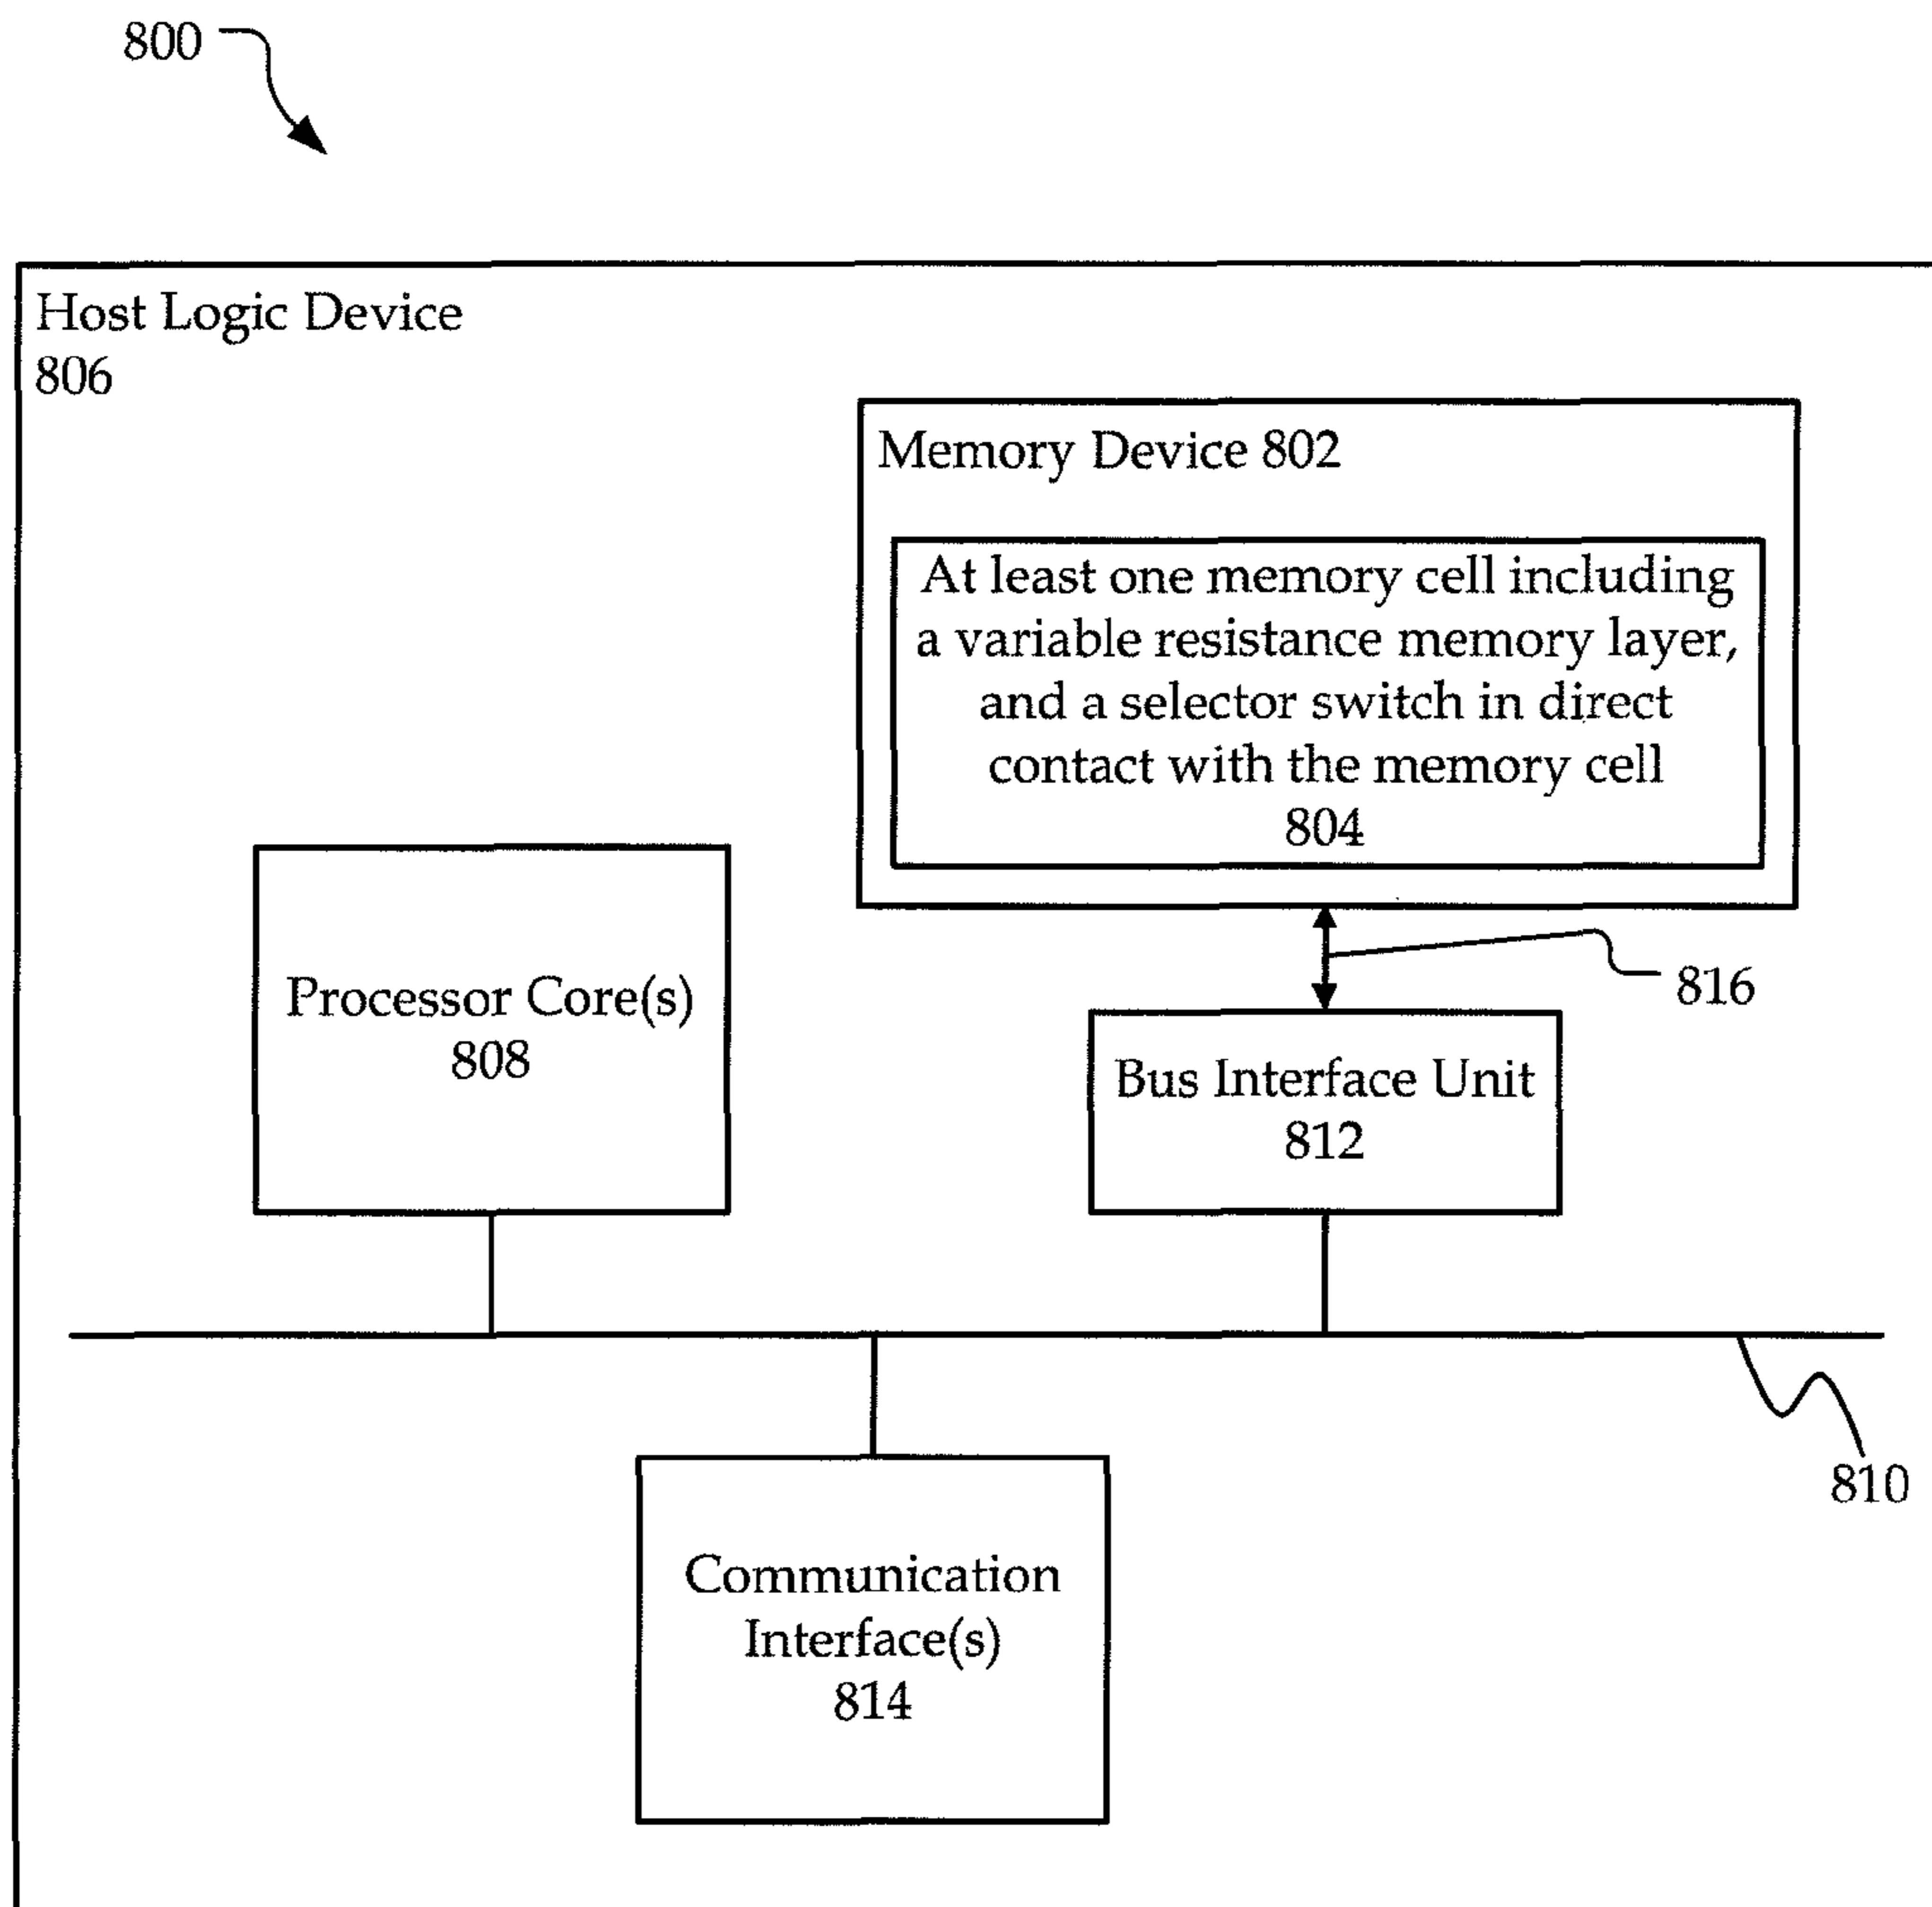 800
Host Logic Device
806
Memory Device 802
At least one memory cell including
a variable resistance memory layer,
and a selector switch in direct
contact with the memory cell
804
816
Processor Core(s)
808
Bus Interface Unit
812
810
Communication
Interface(s)
814